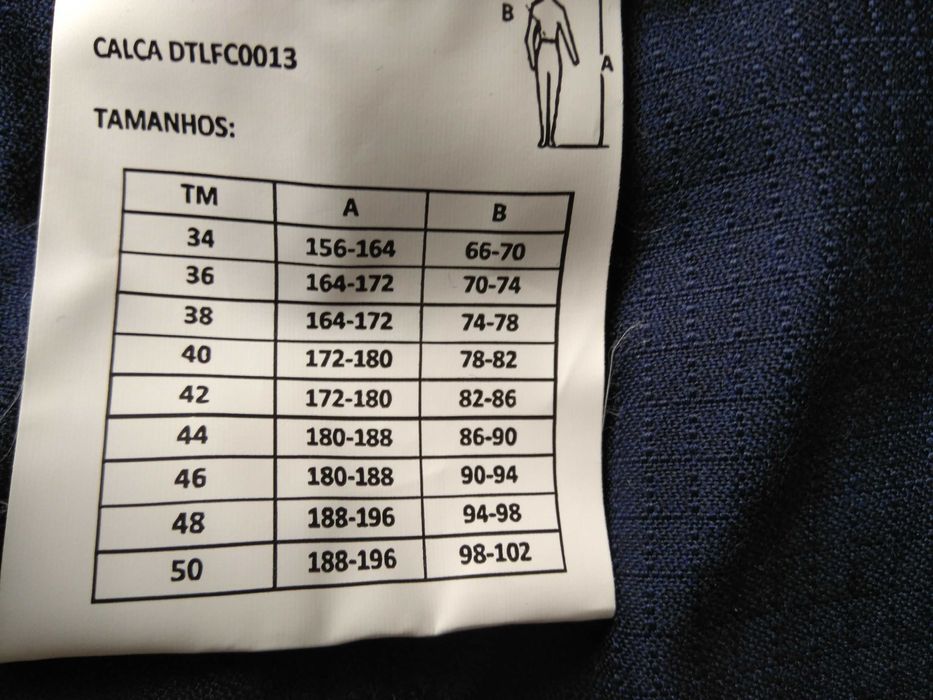 B
CALCA DTLFC0013
A
TAMANHOS:
TM A B
34 156-164 66-70
36 164-172 70-74
38 164-172 74-78
40 172-180 78-82
42 172-180 82-86
44 180-188 86-90
46 180-188 90-94
48 188-196 94-98
50 188-196 98-102